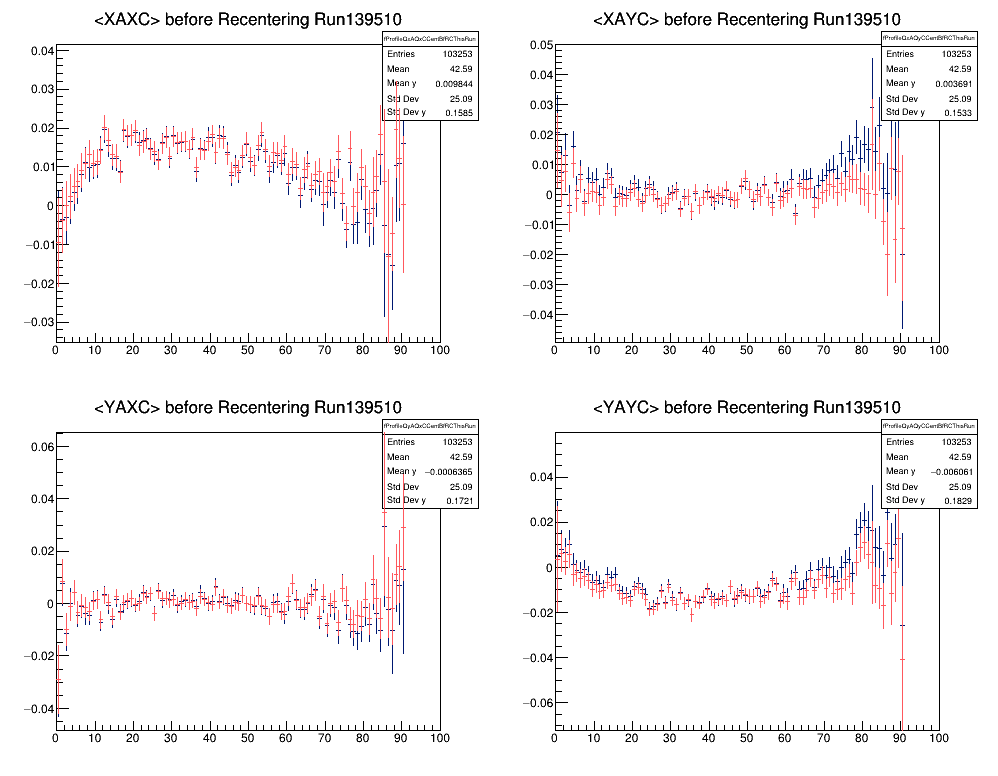 <XAXC> before Recentering Run139510
fProfileQxAQxCCentBfRCThisRun
Entries 103253
Mean 42.59
Mean y 0.009844
Std Dev 25.09
Std Dev y 0.1585
0.04
0.03
0.02
0.01
0
−0.01
−0.02
−0.03
0 10 20 30 40 50 60 70 80 90 100
<XAYC> before Recentering Run139510
fProfileQxAQyCCentBfRCThisRun
Entries 103253
Mean 42.59
Mean y 0.003691
Std Dev 25.09
Std Dev y 0.1533
0.05
0.04
0.03
0.02
0.01
0
−0.01
−0.02
−0.03
−0.04
0 10 20 30 40 50 60 70 80 90 100
<YAXC> before Recentering Run139510
fProfileQyAQxCCentBfRCThisRun
Entries 103253
Mean 42.59
Mean y −0.0006365
Std Dev 25.09
Std Dev y 0.1721
0.06
0.04
0.02
0
−0.02
−0.04
0 10 20 30 40 50 60 70 80 90 100
<YAYC> before Recentering Run139510
fProfileQyAQyCCentBfRCThisRun
Entries 103253
Mean 42.59
Mean y −0.006061
Std Dev 25.09
Std Dev y 0.1829
0.04
0.02
0
−0.02
−0.04
−0.06
0 10 20 30 40 50 60 70 80 90 100